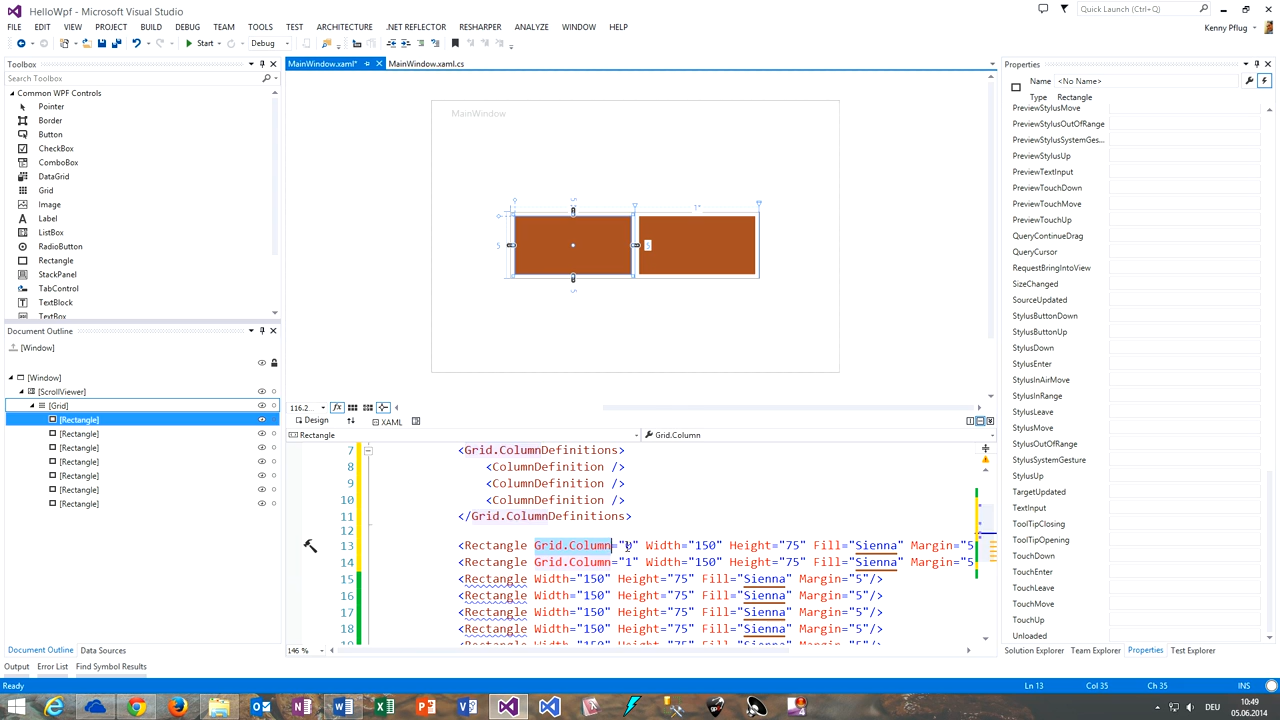 HelloWpf - Microsoft Visual Studio
Quick Launch (Ctrl+Q)
FILE EDIT VIEW PROJECT BUILD DEBUG TEAM TOOLS TEST ARCHITECTURE .NET REFLECTOR RESHARPER ANALYZE WINDOW HELP
Kenny Pflug
Start Debug
Toolbox
MainWindow.xaml* MainWindow.xaml.cs
Properties
Search Toolbox
Name <No Name>
Type Rectangle
Common WPF Controls
Pointer
Border
Button
CheckBox
ComboBox
DataGrid
Grid
Image
Label
ListBox
RadioButton
Rectangle
StackPanel
TabControl
TextBlock
TextBox
MainWindow
1*
5
5
5
5
PreviewStylusMove
PreviewStylusOutOfRange
PreviewStylusSystemGes...
PreviewStylusUp
PreviewTextInput
PreviewTouchDown
PreviewTouchMove
PreviewTouchUp
QueryContinueDrag
QueryCursor
RequestBringIntoView
SizeChanged
SourceUpdated
StylusButtonDown
StylusButtonUp
StylusDown
StylusEnter
StylusInAirMove
StylusInRange
StylusLeave
StylusMove
StylusOutOfRange
StylusSystemGesture
StylusUp
TargetUpdated
TextInput
ToolTipClosing
ToolTipOpening
TouchDown
TouchEnter
TouchLeave
TouchMove
TouchUp
Unloaded
Document Outline
[Window]
[Window]
[ScrollViewer]
[Grid]
[Rectangle]
[Rectangle]
[Rectangle]
[Rectangle]
[Rectangle]
[Rectangle]
[Rectangle]
116.2...
Design XAML
Rectangle Grid.Column
7 <Grid.ColumnDefinitions>
8 <ColumnDefinition />
9 <ColumnDefinition />
10 <ColumnDefinition />
11 </Grid.ColumnDefinitions>
12
13 <Rectangle Grid.Column="0" Width="150" Height="75" Fill="Sienna" Margin="5
14 <Rectangle Grid.Column="1" Width="150" Height="75" Fill="Sienna" Margin="5
15 <Rectangle Width="150" Height="75" Fill="Sienna" Margin="5"/>
16 <Rectangle Width="150" Height="75" Fill="Sienna" Margin="5"/>
17 <Rectangle Width="150" Height="75" Fill="Sienna" Margin="5"/>
18 <Rectangle Width="150" Height="75" Fill="Sienna" Margin="5"/>
146 %
Document Outline Data Sources
Solution Explorer Team Explorer Properties Test Explorer
Output Error List Find Symbol Results
Ready Ln 13 Col 35 Ch 35 INS
DEU 10:49
05.06.2014